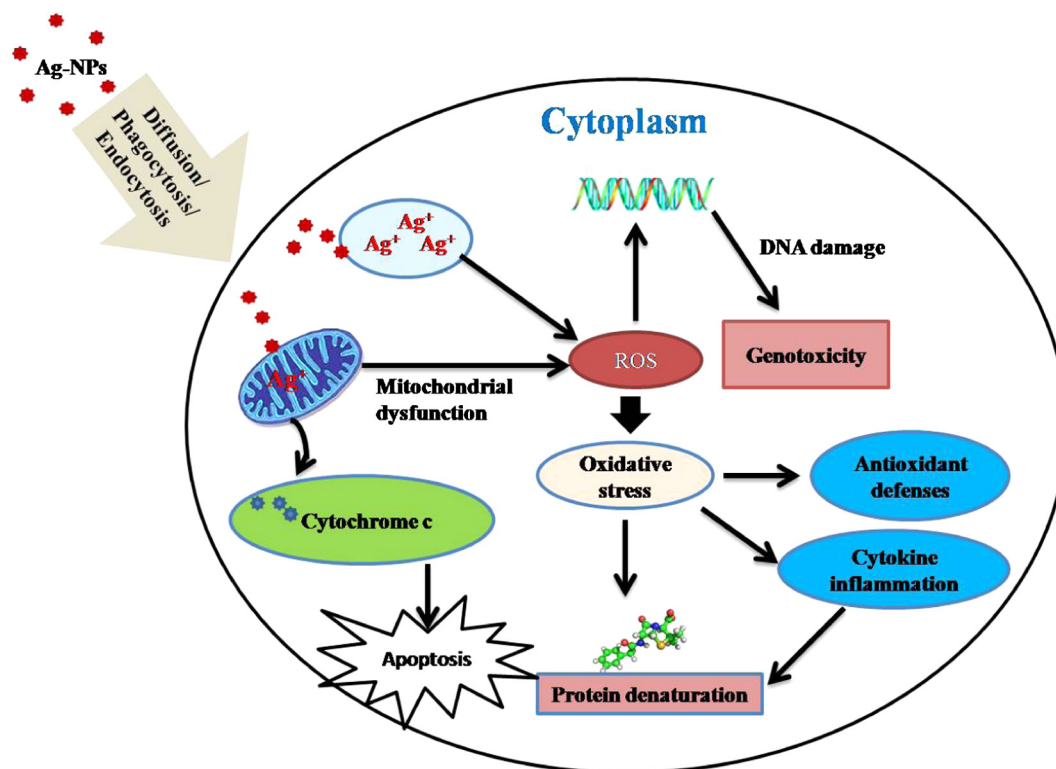 Ag-NPs
Diffusion/
Phagocytosis/
Endocytosis
Cytoplasm
Ag⁺
Ag⁺ Ag⁺
DNA damage
Genotoxicity
ROS
Ag⁺
Mitochondrial
dysfunction
Oxidative
stress
Antioxidant
defenses
Cytochrome c
Cytokine
inflammation
Apoptosis
Protein denaturation